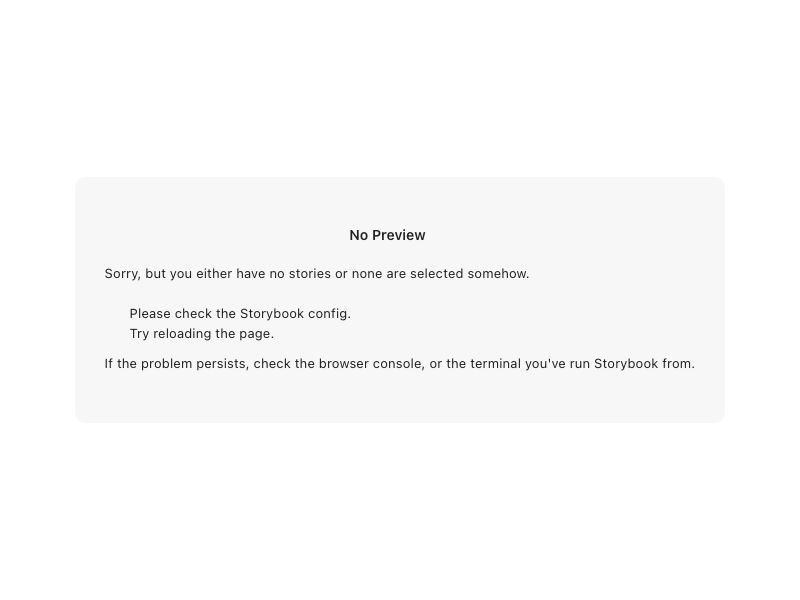 No Preview
Sorry, but you either have no stories or none are selected somehow.
Please check the Storybook config.
Try reloading the page.
If the problem persists, check the browser console, or the terminal you've run Storybook from.